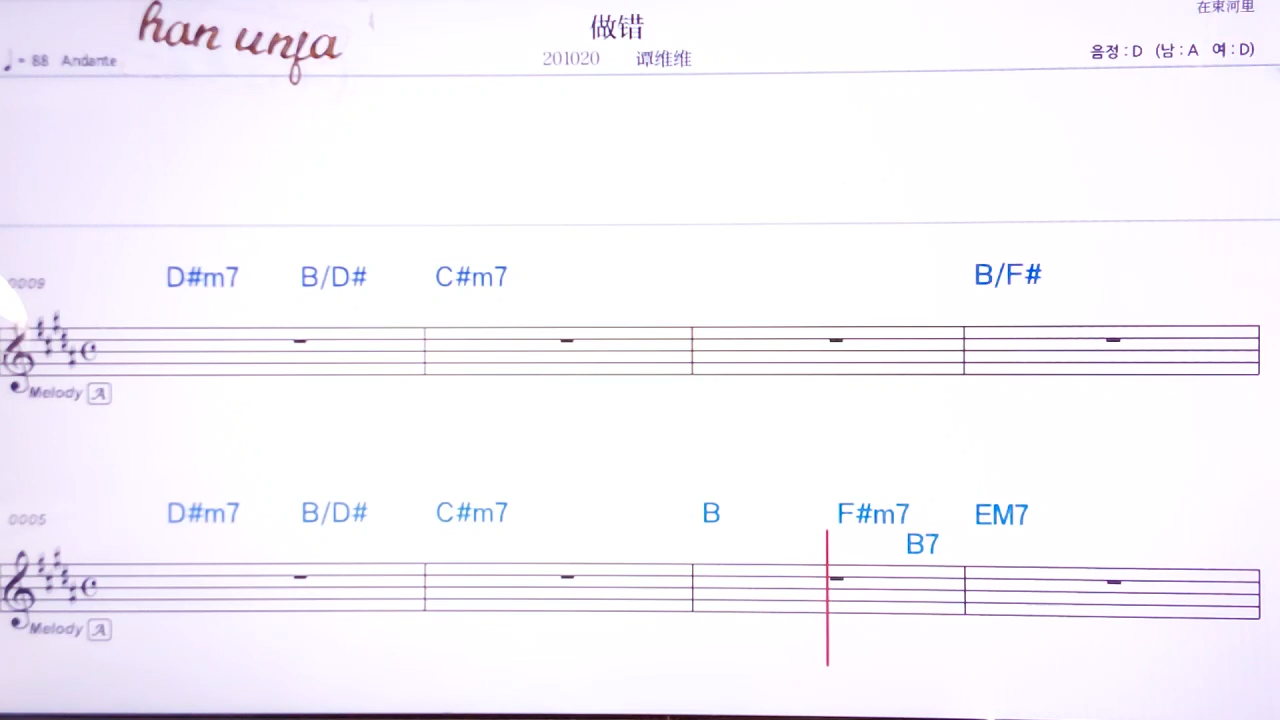 han unja
做错
在東河里
♩= 88 Andante
201020 谭维维
음정 : D (남 : A 여 : D)
0009
D#m7 B/D# C#m7 B/F#
Melody A
0005
D#m7 B/D# C#m7 B F#m7 EM7
B7
Melody A